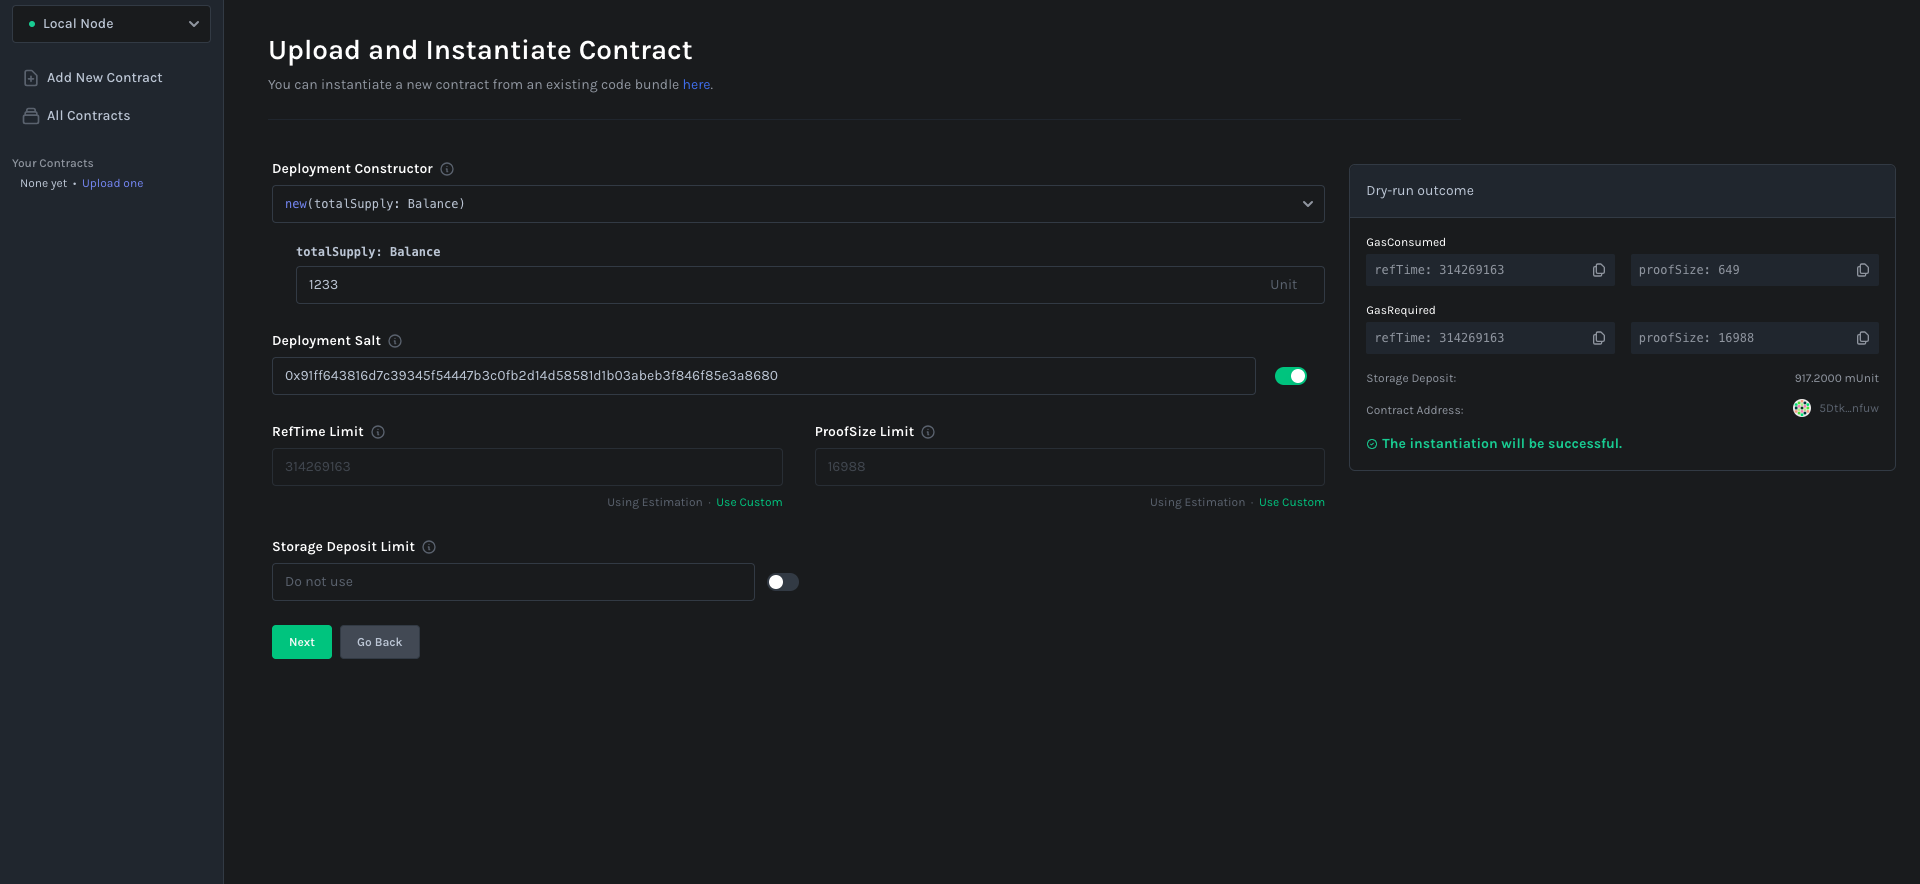 Local Node
Add New Contract
All Contracts
Your Contracts
None yet • Upload one
Upload and Instantiate Contract
You can instantiate a new contract from an existing code bundle here.
Deployment Constructor
new(totalSupply: Balance)
totalSupply: Balance
1233 Unit
Deployment Salt
0x91ff643816d7c39345f54447b3c0fb2d14d58581d1b03abeb3f846f85e3a8680
RefTime Limit
314269163
Using Estimation · Use Custom
ProofSize Limit
16988
Using Estimation · Use Custom
Storage Deposit Limit
Do not use
Next
Go Back
Dry-run outcome
GasConsumed
refTime: 314269163
proofSize: 649
GasRequired
refTime: 314269163
proofSize: 16988
Storage Deposit: 917.2000 mUnit
Contract Address: 5Dtk...nfuw
The instantiation will be successful.